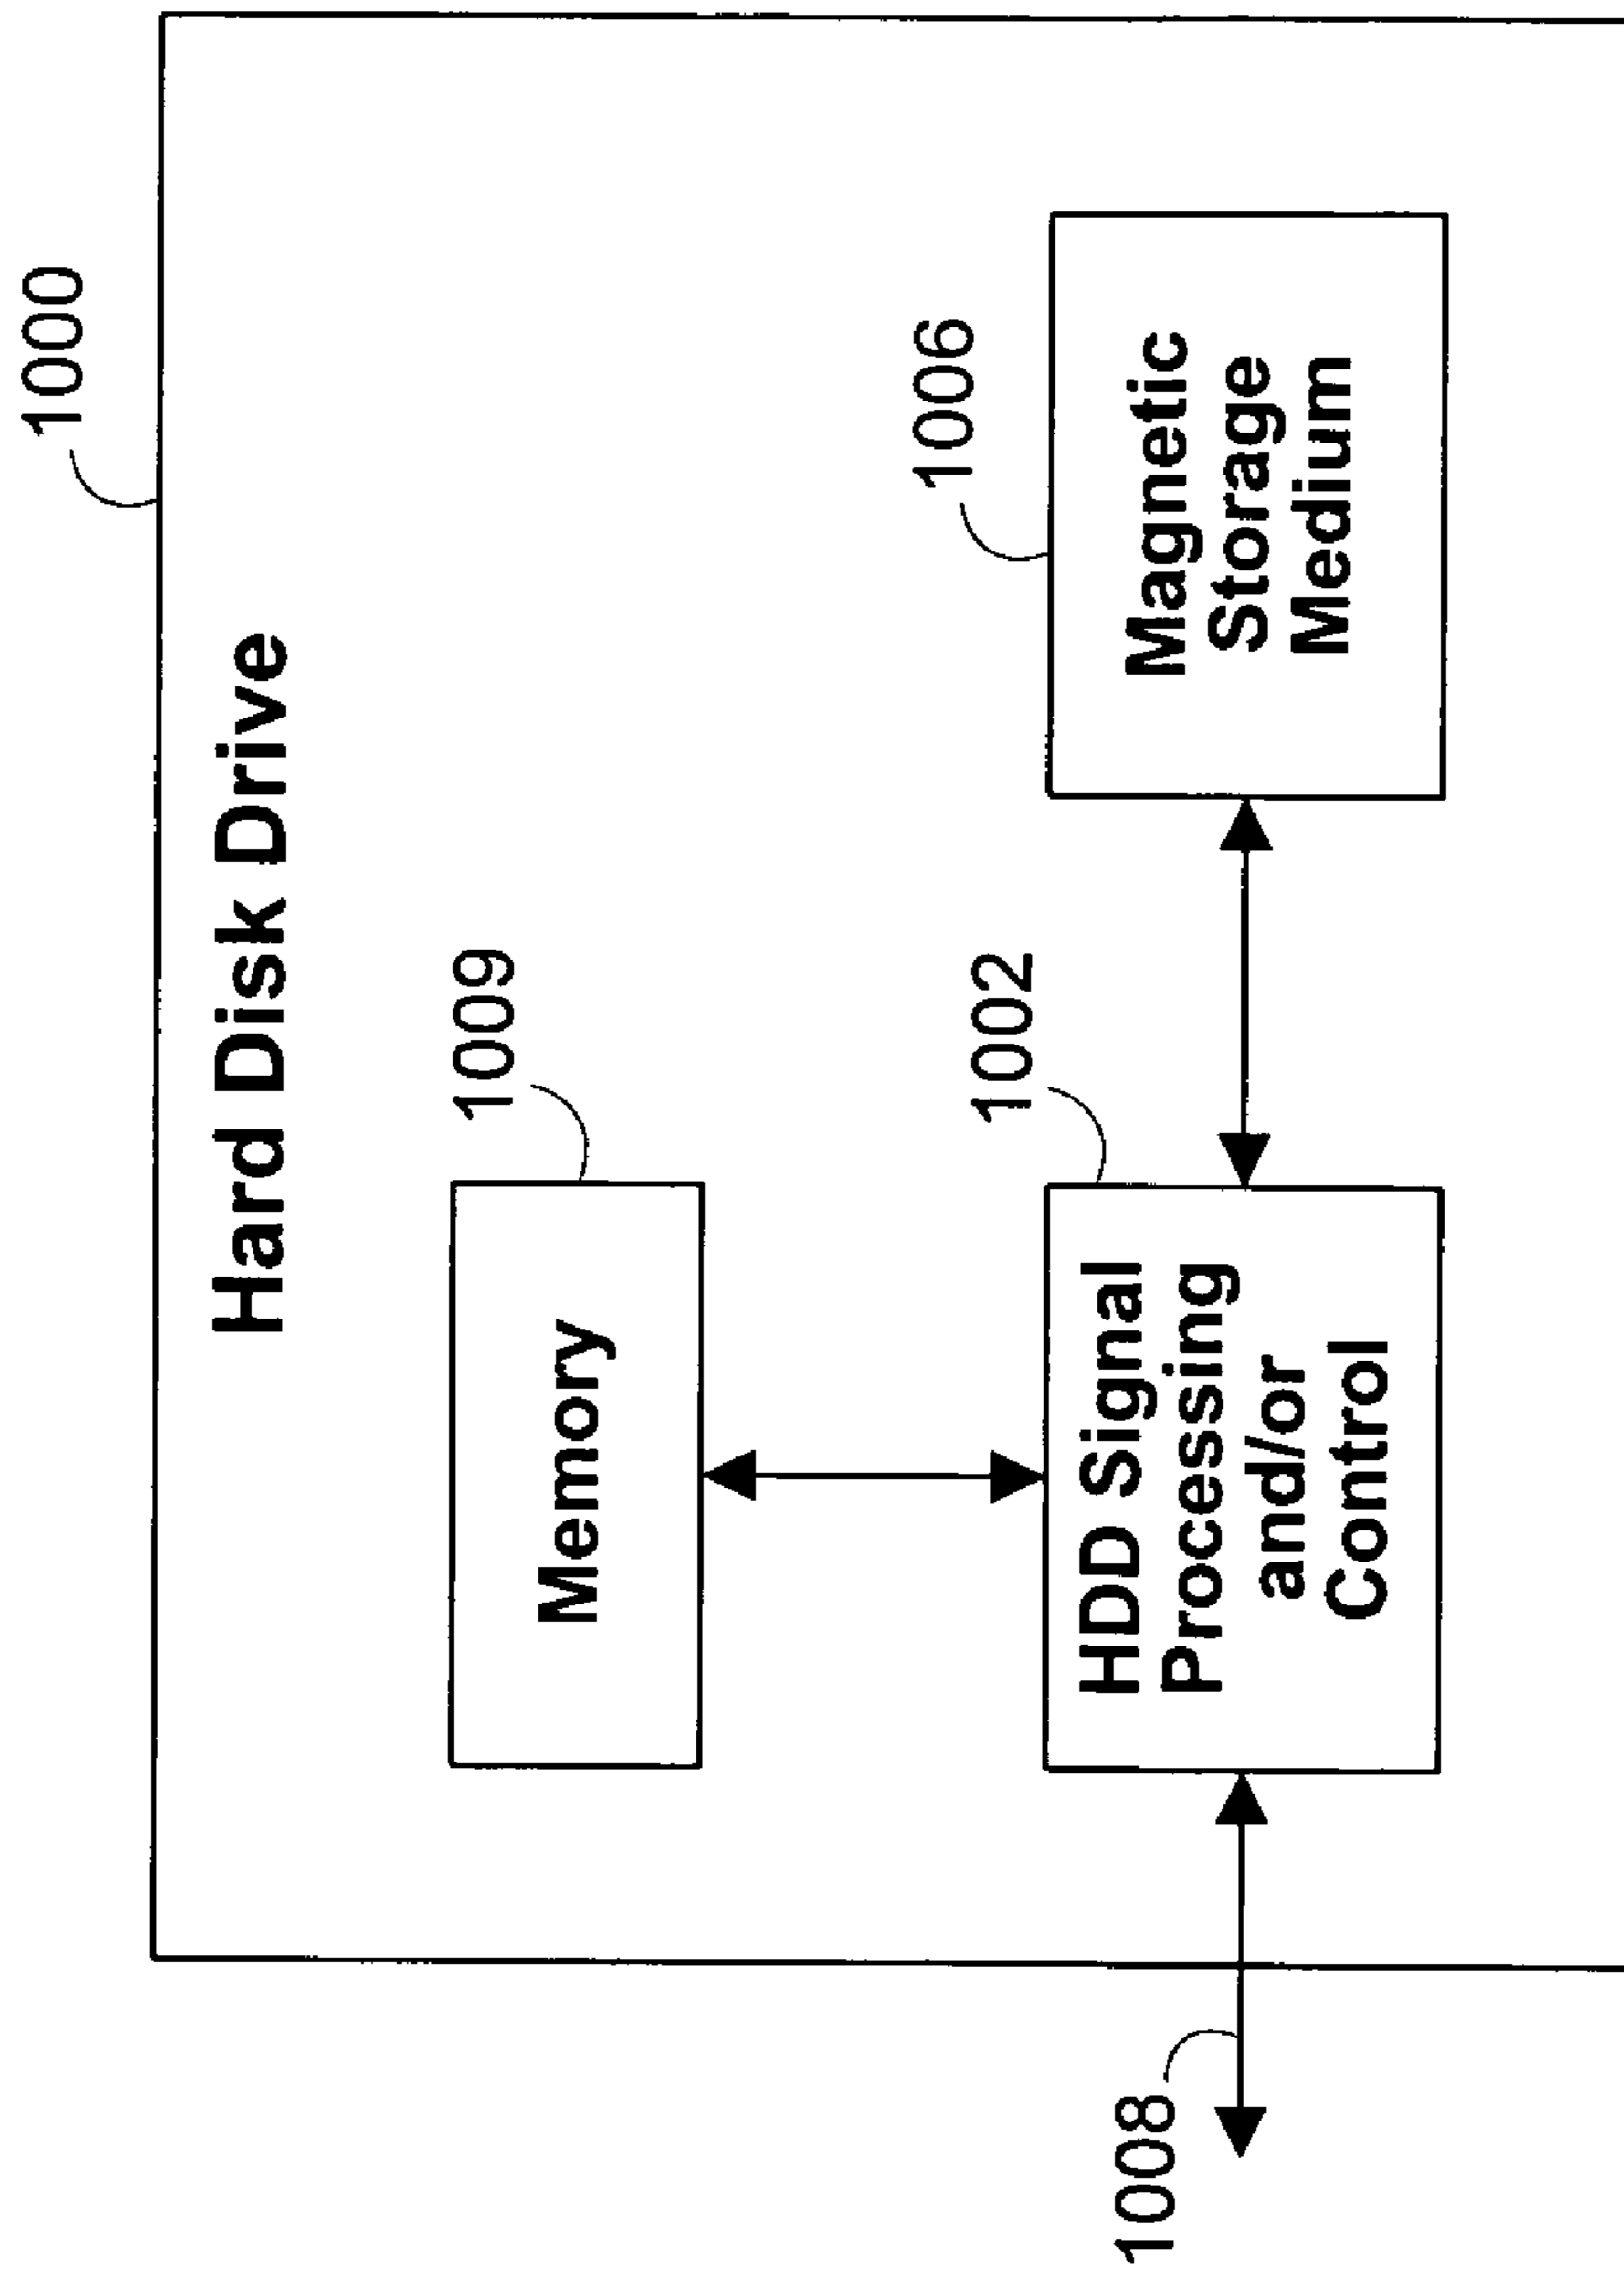 1000
Hard Disk Drive
1009
Memory
1002
1006
HDD Signal
Processing
and/or
Control
Magnetic
Storage
Medium
1008